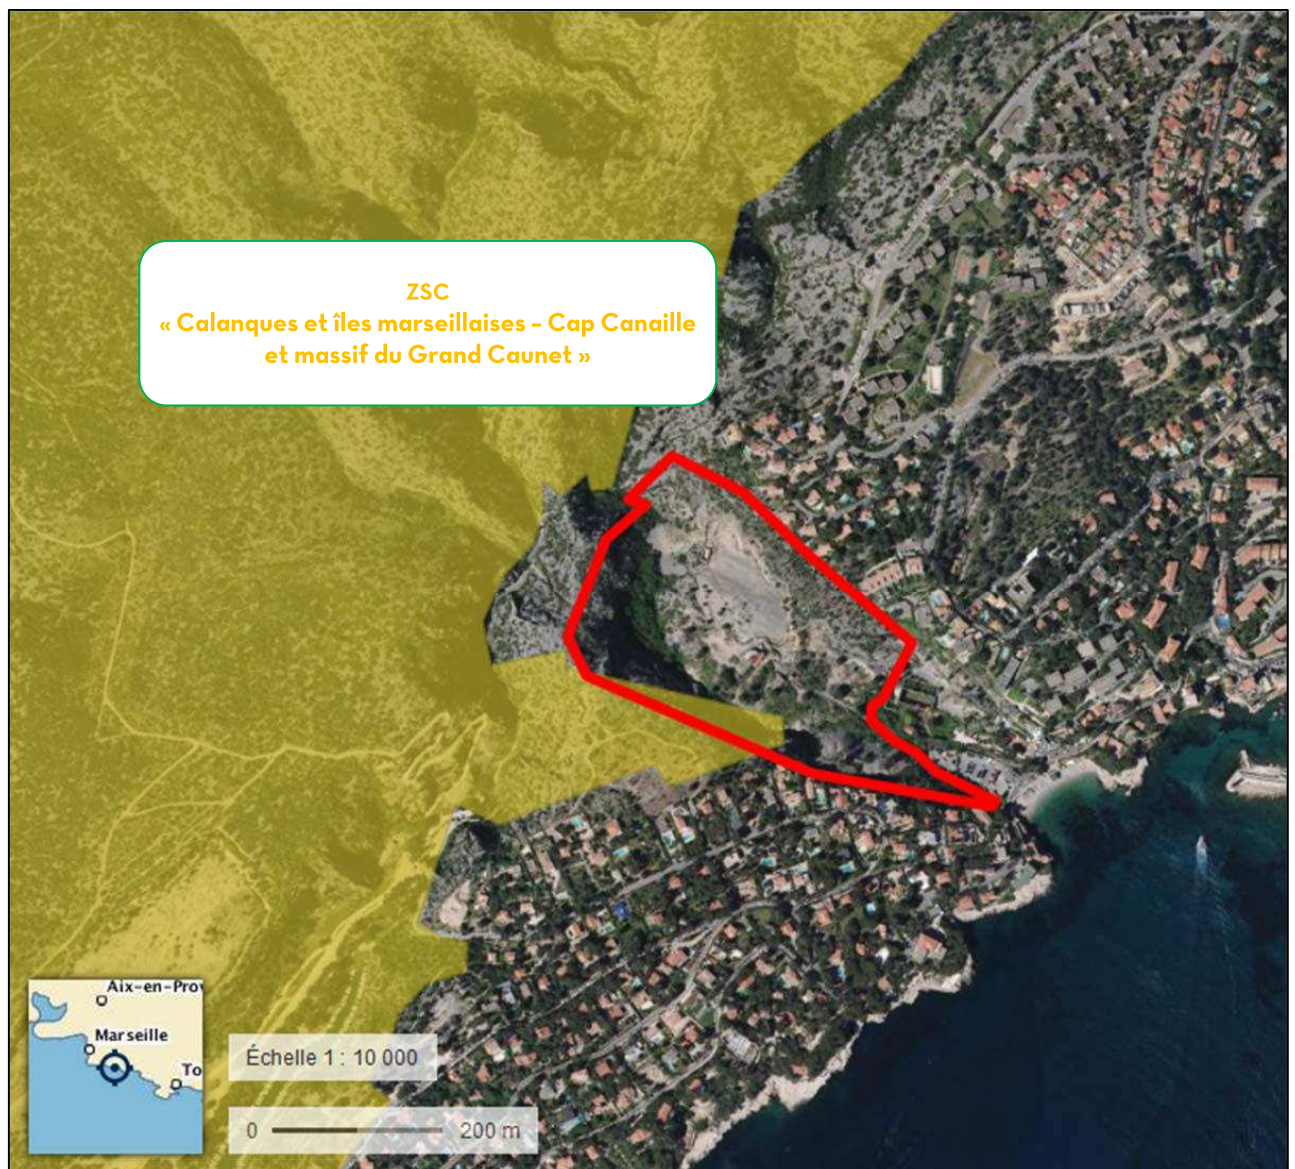 ZSC
« Calanques et îles marseillaises – Cap Canaille
et massif du Grand Caunet »
Aix-en-Prov
Marseille
To
Échelle 1 : 10 000
0 200 m